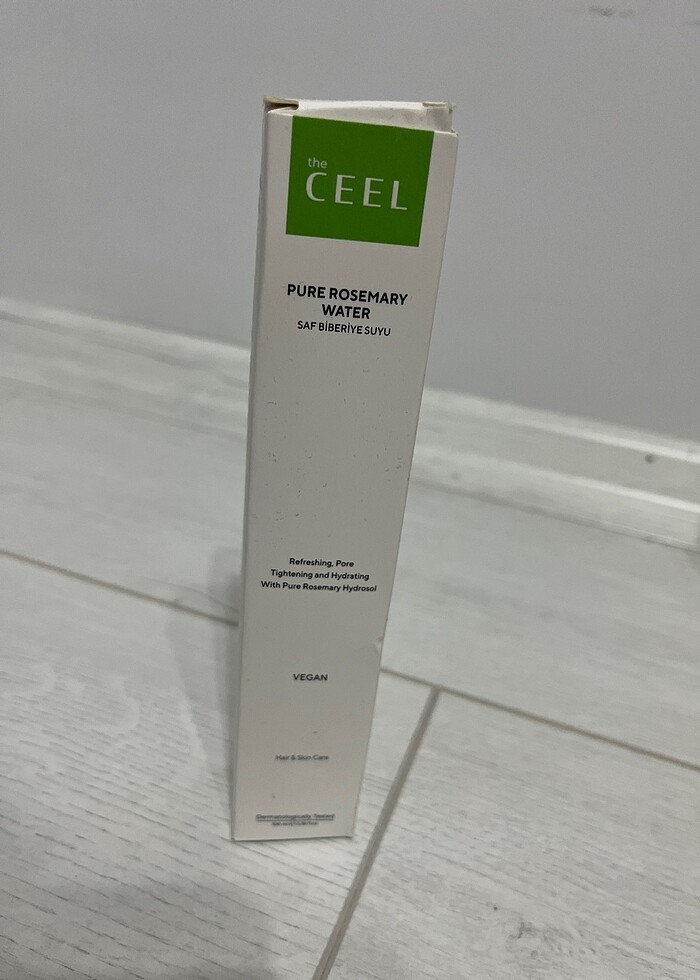 the
CEEL
PURE ROSEMARY
WATER
SAF BİBERİYE SUYU
Refreshing, Pore
Tightening and Hydrating
With Pure Rosemary Hydrosol
VEGAN
Hair & Skin Care
Dermatologically Tested